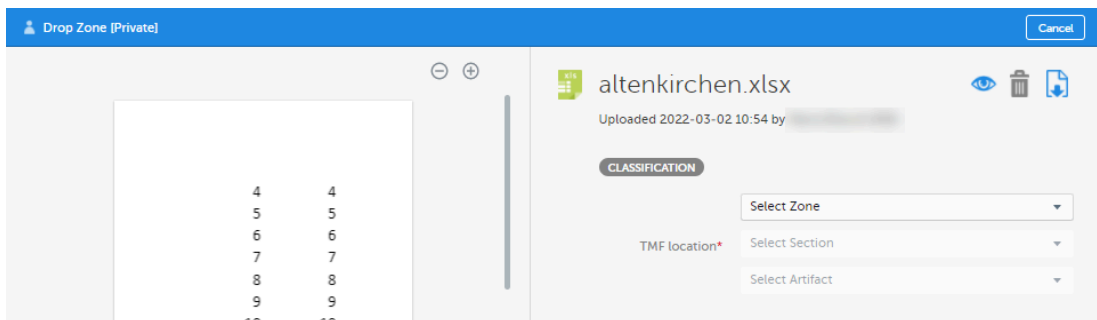 Drop Zone [Private]
Cancel
4 4
5 5
6 6
7 7
8 8
9 9
xls
altenkirchen.xlsx
Uploaded 2022-03-02 10:54 by
CLASSIFICATION
Select Zone
TMF location*
Select Section
Select Artifact